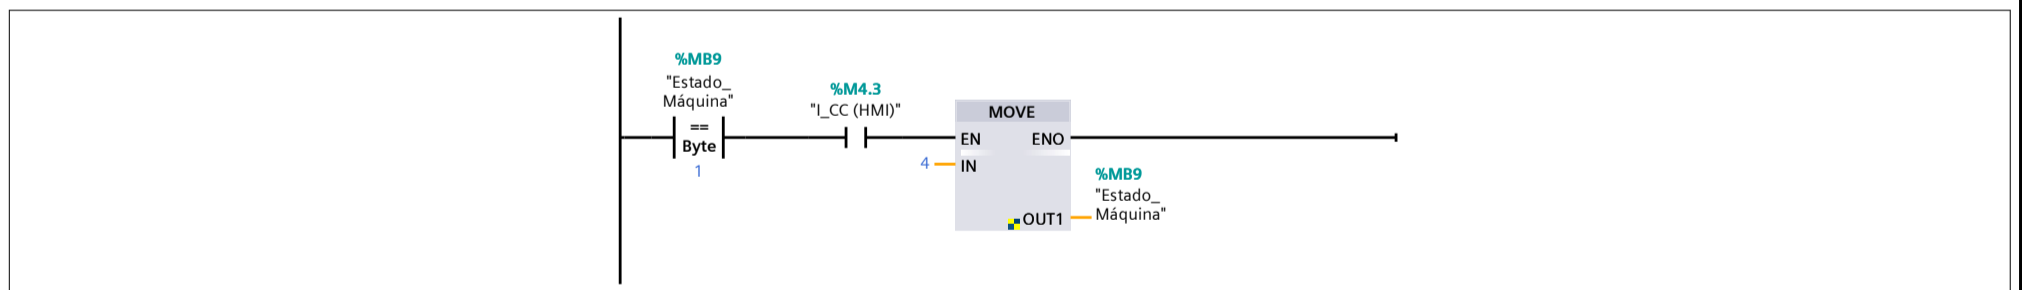 %MB9
"Estado_
Máquina"
==
Byte
1
%M4.3
"I_CC (HMI)"
MOVE
EN ENO
4 IN
OUT1
%MB9
"Estado_
Máquina"